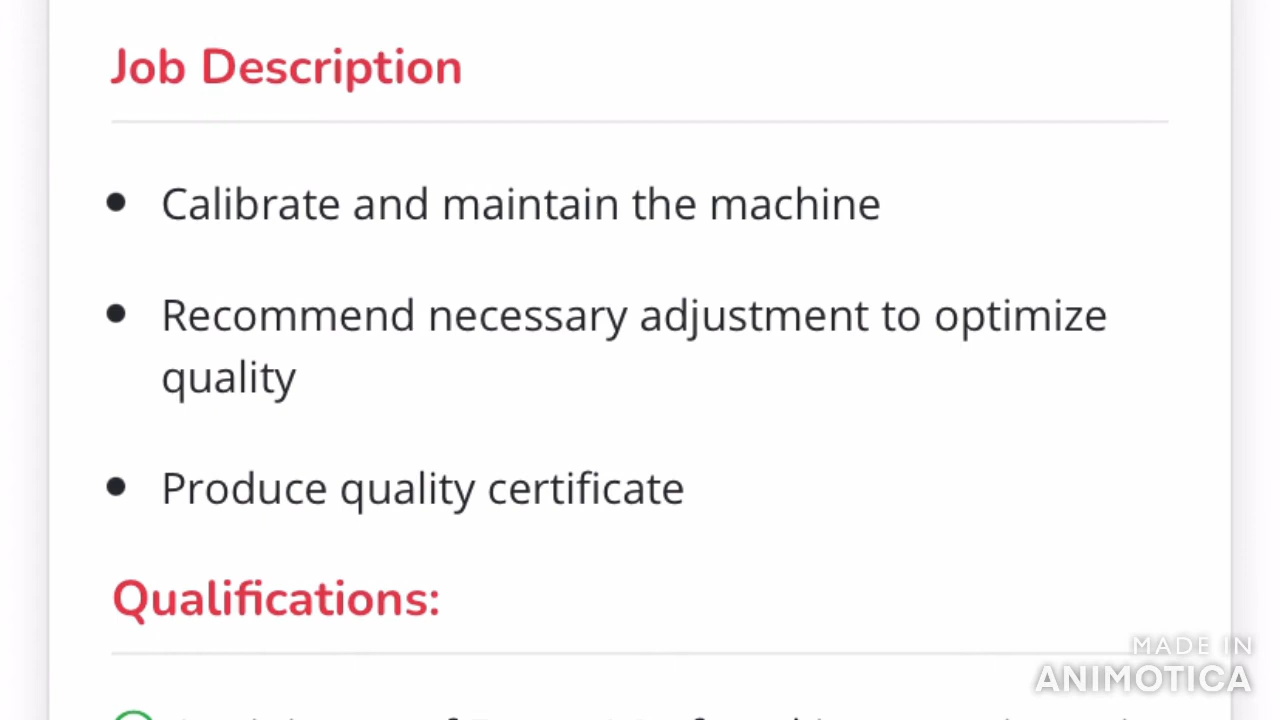 Job Description
Calibrate and maintain the machine
Recommend necessary adjustment to optimize
quality
Produce quality certificate
Qualifications:
MADE IN
ANIMOTICA